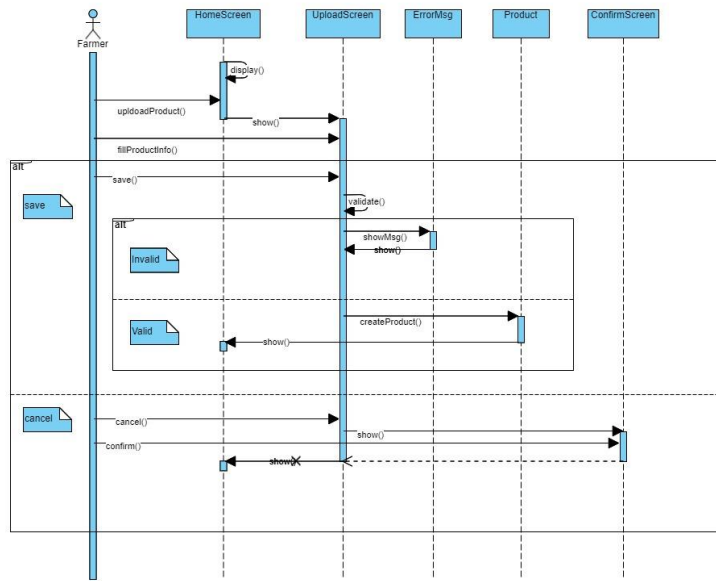 HomeScreen
UploadScreen
ErrorMsg
Product
ConfirmScreen
Farmer
display()
upldoadProduct()
show()
fillProductInfo()
alt
save()
save
validate()
alt
showMsg()
show()
Invalid
createProduct()
Valid
show()
cancel
cancel()
show()
confirm()
show()